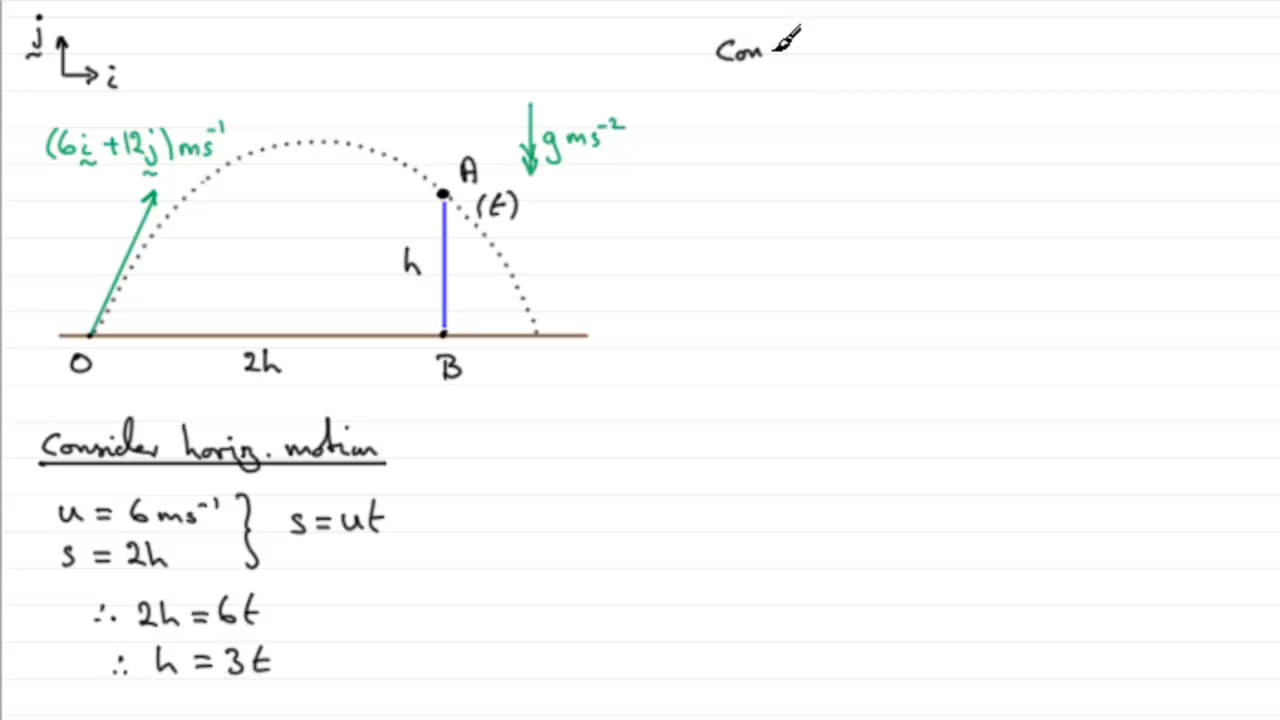 j
i
Con
(6i + 12j) ms⁻¹
g ms⁻²
A
(t)
h
O
2h
B
Consider horiz. motion
u = 6 ms⁻¹ } s = ut
s = 2h
∴ 2h = 6t
∴ h = 3t